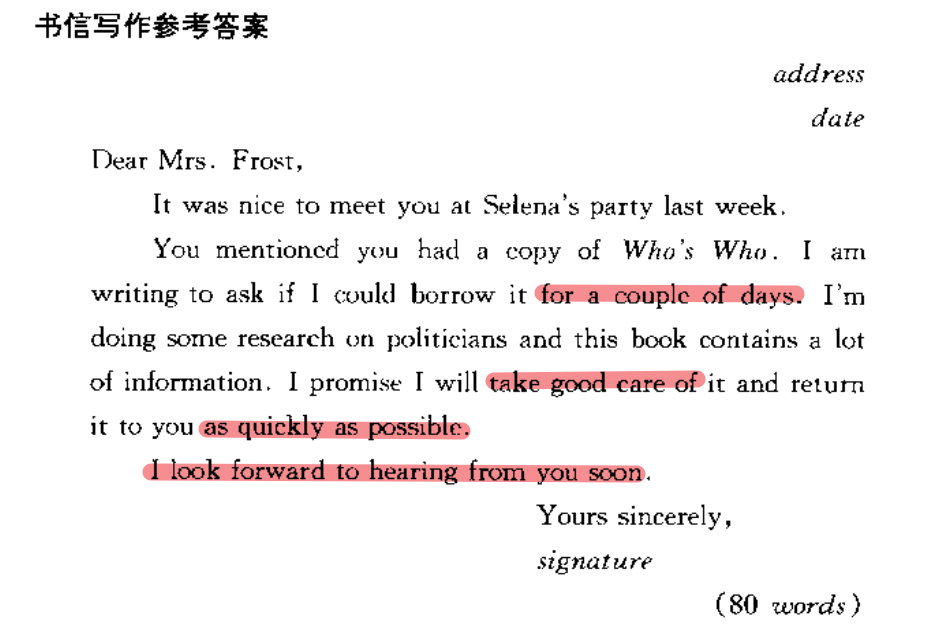 书信写作参考答案
address
date
Dear Mrs. Frost,
It was nice to meet you at Selena's party last week.
You mentioned you had a copy of Who's Who. I am
writing to ask if I could borrow it for a couple of days. I'm
doing some research on politicians and this book contains a lot
of information. I promise I will take good care of it and return
it to you as quickly as possible.
I look forward to hearing from you soon.
Yours sincerely,
signature
(80 words)